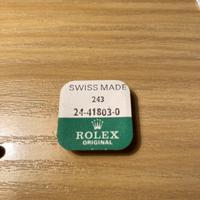 SWISS MADE
243
24-41803-0
ROLEX
ORIGINAL